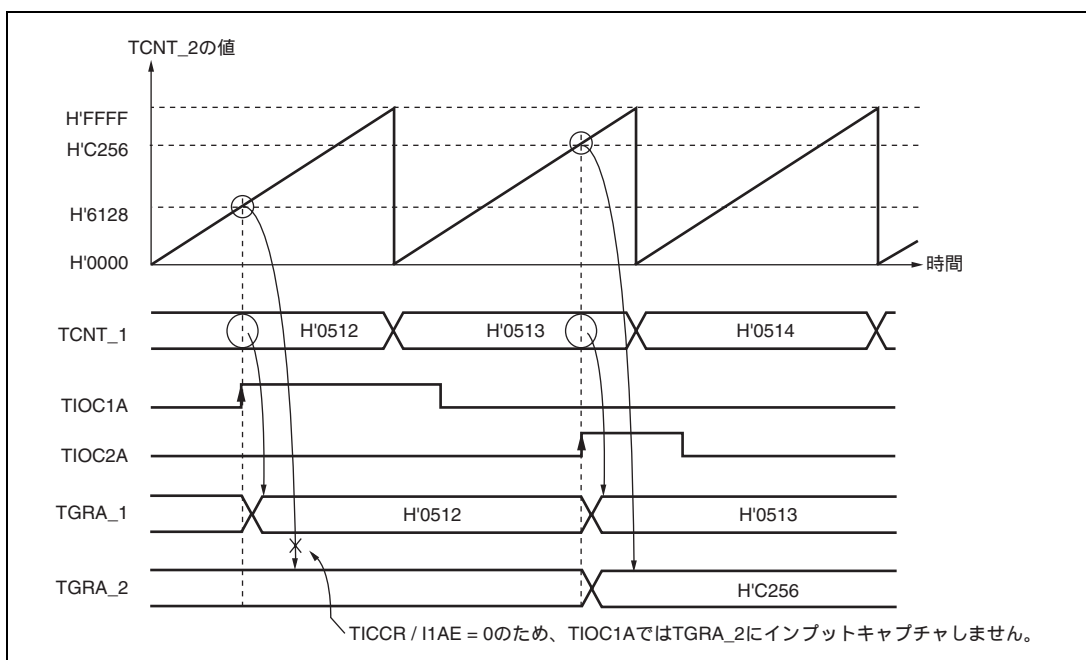 TCNT_2の値
H'FFFF
H'C256
H'6128
H'0000
時間
TCNT_1
H'0512
H'0513
H'0514
TIOC1A
TIOC2A
TGRA_1
H'0512
H'0513
TGRA_2
H'C256
TICCR / I1AE = 0のため、TIOC1AではTGRA_2にインプットキャプチャしません。